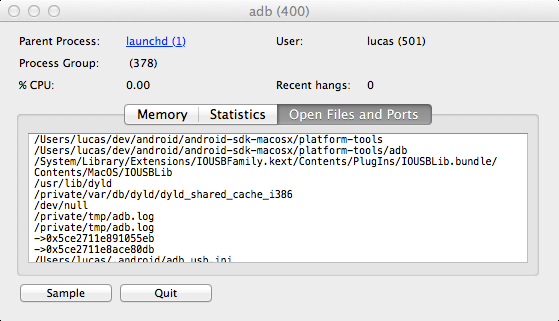 adb (400)
Parent Process: launchd (1) User: lucas (501)
Process Group: (378)
% CPU: 0.00 Recent hangs: 0
Memory Statistics Open Files and Ports
/Users/lucas/dev/android/android-sdk-macosx/platform-tools
/Users/lucas/dev/android/android-sdk-macosx/platform-tools/adb
/System/Library/Extensions/IOUSBFamily.kext/Contents/PlugIns/IOUSBLib.bundle/
Contents/MacOS/IOUSBLib
/usr/lib/dyld
/private/var/db/dyld/dyld_shared_cache_i386
/dev/null
/private/tmp/adb.log
/private/tmp/adb.log
->0x5ce2711e891055eb
->0x5ce2711e8ace80db
/Users/lucas/.android/adb_usb.ini
Sample Quit